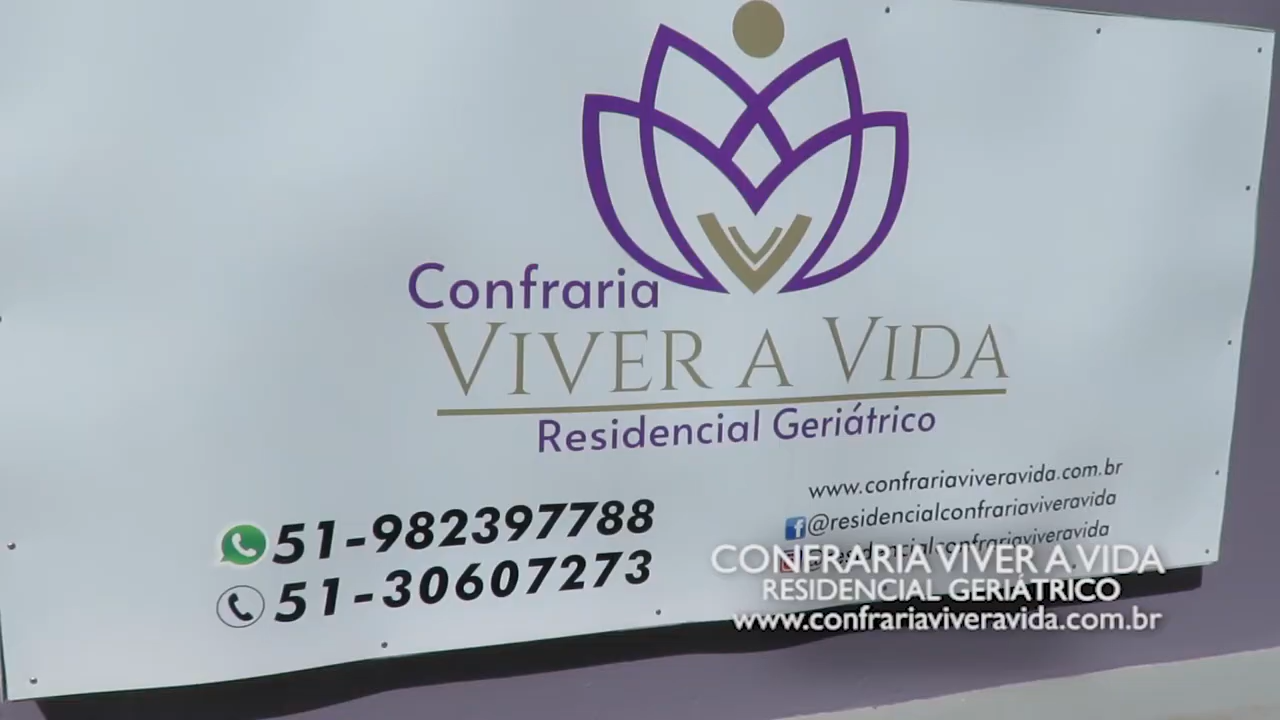 Confraria
VIVER A VIDA
Residencial Geriátrico
51-982397788
51-30607273
www.confrariaviveravida.com.br
@residencialconfrariaviveravida
@residencialconfrariaviveravida
CONFRARIA VIVER A VIDA
RESIDENCIAL GERIÁTRICO
www.confrariaviveravida.com.br